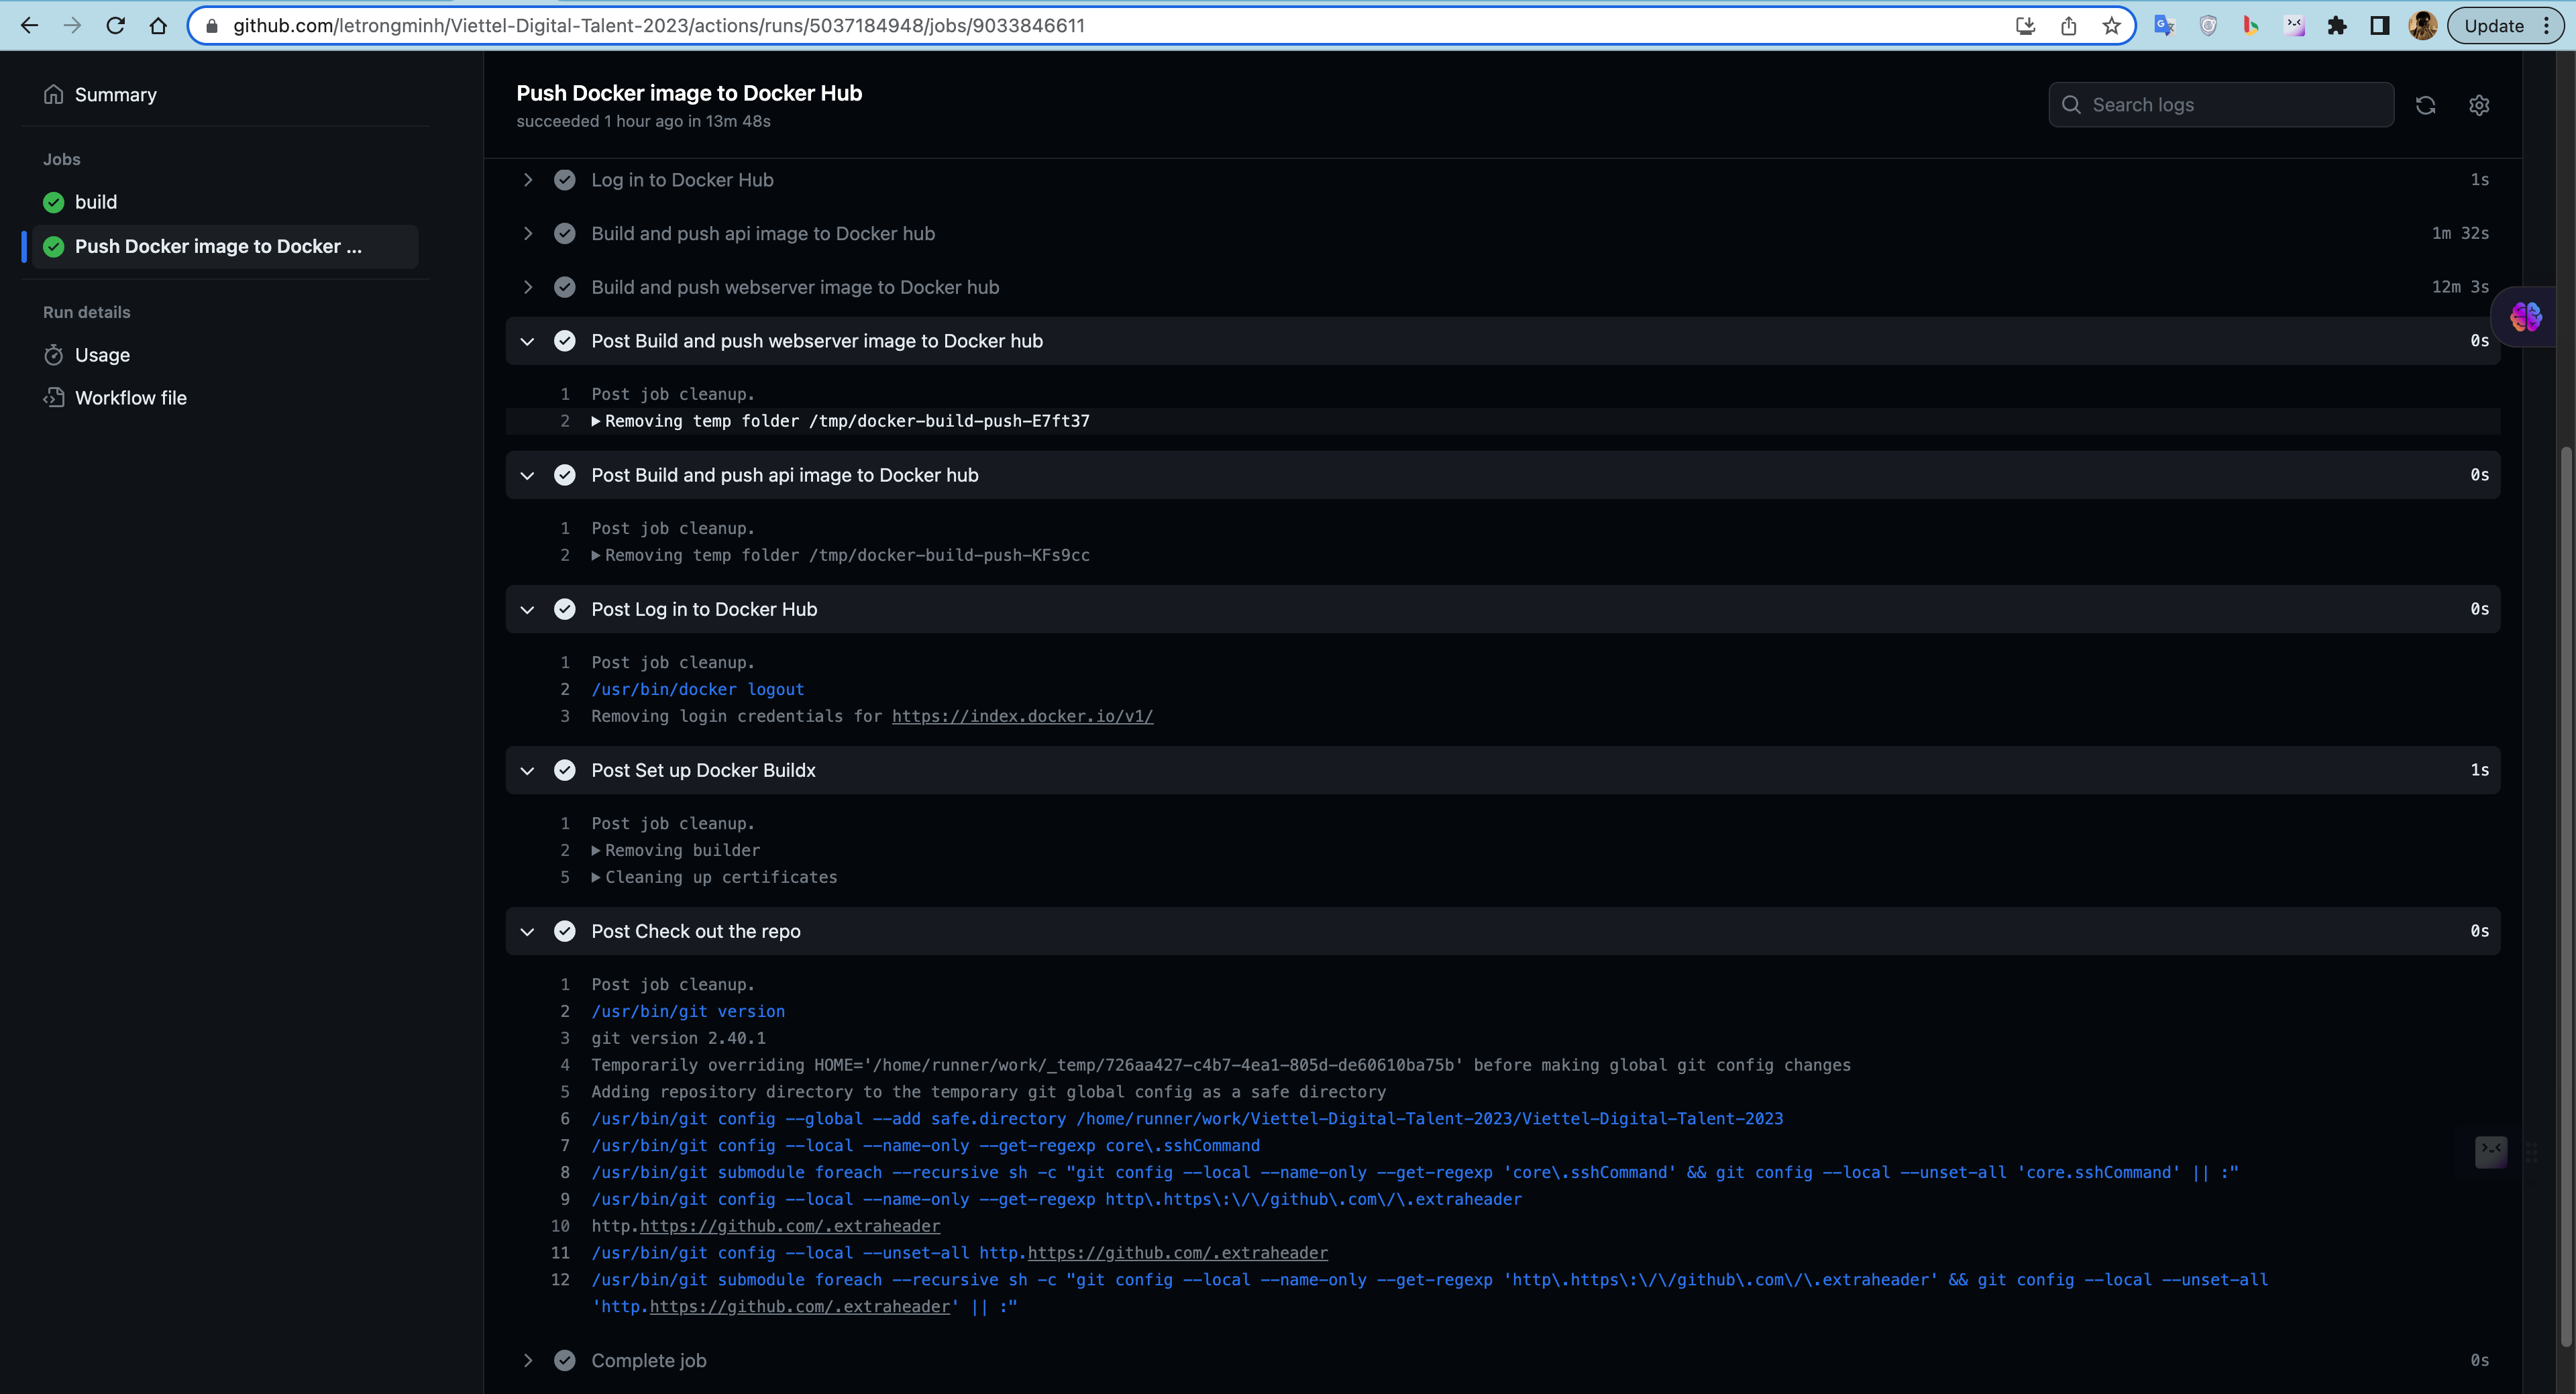 github.com/letrongminh/Viettel-Digital-Talent-2023/actions/runs/5037184948/jobs/9033846611
Update
Summary
Jobs
build
Push Docker image to Docker ...
Run details
Usage
Workflow file
Push Docker image to Docker Hub
succeeded 1 hour ago in 13m 48s
Search logs
Log in to Docker Hub 1s
Build and push api image to Docker hub 1m 32s
Build and push webserver image to Docker hub 12m 3s
Post Build and push webserver image to Docker hub 0s
1 Post job cleanup.
2 Removing temp folder /tmp/docker-build-push-E7ft37
Post Build and push api image to Docker hub 0s
1 Post job cleanup.
2 Removing temp folder /tmp/docker-build-push-KFs9cc
Post Log in to Docker Hub 0s
1 Post job cleanup.
2 /usr/bin/docker logout
3 Removing login credentials for https://index.docker.io/v1/
Post Set up Docker Buildx 1s
1 Post job cleanup.
2 Removing builder
5 Cleaning up certificates
Post Check out the repo 0s
1 Post job cleanup.
2 /usr/bin/git version
3 git version 2.40.1
4 Temporarily overriding HOME='/home/runner/work/_temp/726aa427-c4b7-4ea1-805d-de60610ba75b' before making global git config changes
5 Adding repository directory to the temporary git global config as a safe directory
6 /usr/bin/git config --global --add safe.directory /home/runner/work/Viettel-Digital-Talent-2023/Viettel-Digital-Talent-2023
7 /usr/bin/git config --local --name-only --get-regexp core\.sshCommand
8 /usr/bin/git submodule foreach --recursive sh -c "git config --local --name-only --get-regexp 'core\.sshCommand' && git config --local --unset-all 'core.sshCommand' || :"
9 /usr/bin/git config --local --name-only --get-regexp http\.https\:\/\/github\.com\/\.extraheader
10 http.https://github.com/.extraheader
11 /usr/bin/git config --local --unset-all http.https://github.com/.extraheader
12 /usr/bin/git submodule foreach --recursive sh -c "git config --local --name-only --get-regexp 'http\.https\:\/\/github\.com\/\.extraheader' && git config --local --unset-all
'http.https://github.com/.extraheader' || :"
Complete job 0s